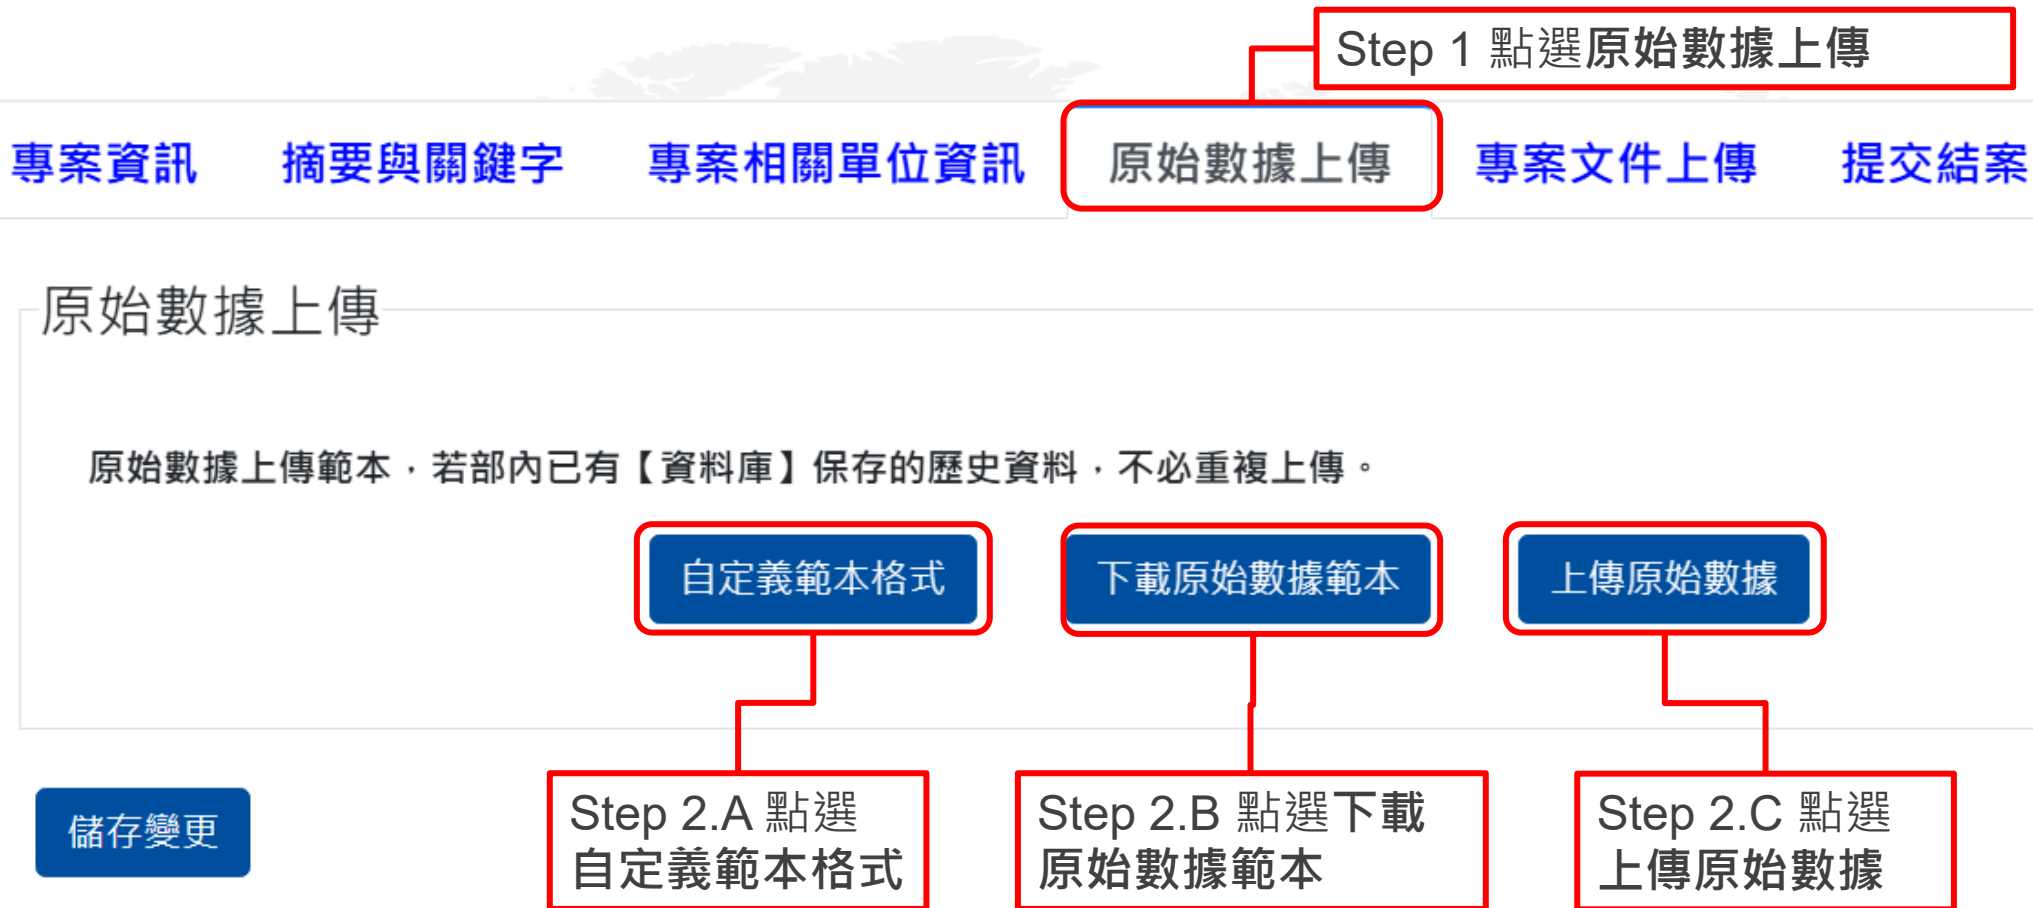 Step 1 點選原始數據上傳
專案資訊 摘要與關鍵字 專案相關單位資訊 原始數據上傳 專案文件上傳 提交結案
原始數據上傳
原始數據上傳範本，若部內已有【資料庫】保存的歷史資料，不必重複上傳。
自定義範本格式 下載原始數據範本 上傳原始數據
儲存變更
Step 2.A 點選
自定義範本格式
Step 2.B 點選下載
原始數據範本
Step 2.C 點選
上傳原始數據